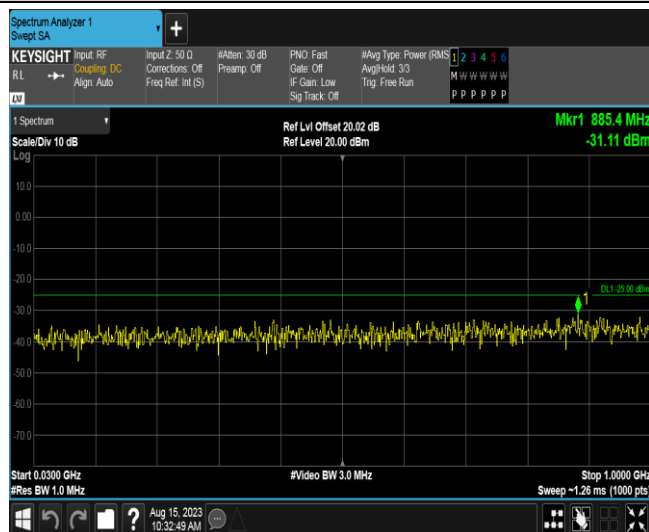 Spectrum Analyzer 1
Swept SA
+
KEYSIGHT
RL
LXI
Input: RF
Coupling: DC
Align: Auto
Input Z: 50 Ω
Corrections: Off
Freq Ref: Int (S)
#Atten: 30 dB
Preamp: Off
PNO: Fast
Gate: Off
IF Gain: Low
Sig Track: Off
#Avg Type: Power (RMS
Avg|Hold: 3/3
Trig: Free Run
1 2 3 4 5 6
M W W W W W
P P P P P P
1 Spectrum
Scale/Div 10 dB
Log
Ref Lvl Offset 20.02 dB
Ref Level 20.00 dBm
Mkr1 885.4 MHz
-31.11 dBm
10.0
0.00
-10.0
-20.0
DL1 -25.00 dBm
1
-30.0
-40.0
-50.0
-60.0
-70.0
Start 0.0300 GHz
#Video BW 3.0 MHz
Stop 1.0000 GHz
#Res BW 1.0 MHz
Sweep ~1.26 ms (1000 pts)
?
Aug 15, 2023
10:32:49 AM